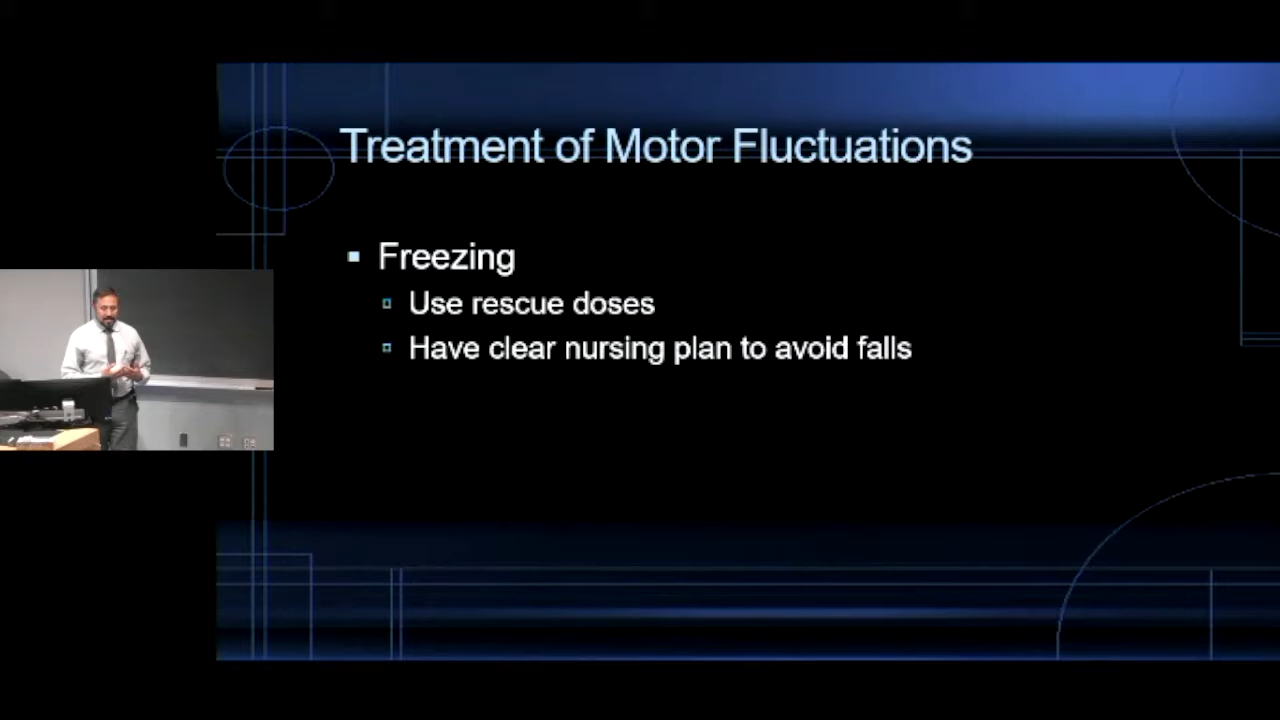 Treatment of Motor Fluctuations
Freezing
Use rescue doses
Have clear nursing plan to avoid falls